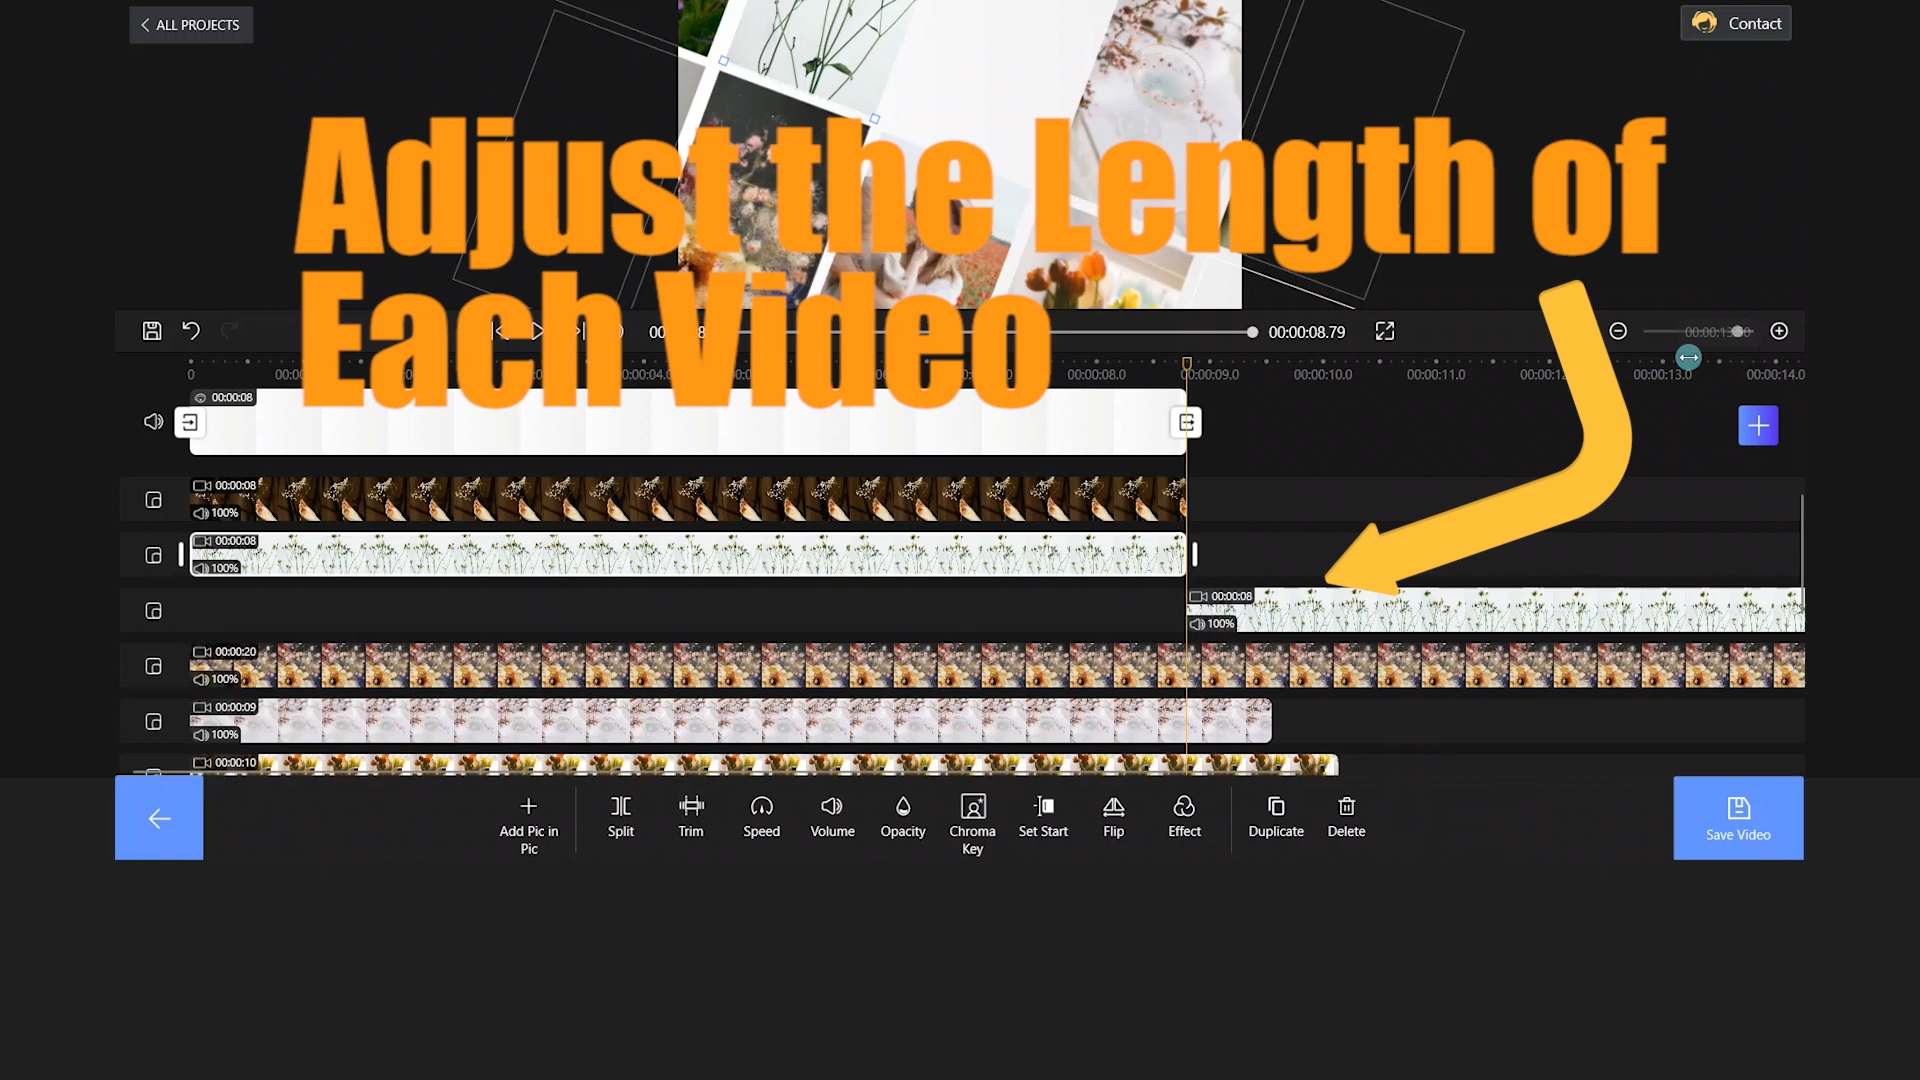 ALL PROJECTS
Contact
Adjust the Length of
Each Video
00:00:08.79
0
00:00:08.0
00:00:09.0
00:00:10.0
00:00:11.0
00:00:13.0
00:00:14.0
00:00:08
00:00:08
100%
00:00:08
100%
00:00:08
100%
00:00:20
100%
00:00:09
100%
00:00:10
Add Pic in
Pic
Split
Trim
Speed
Volume
Opacity
Chroma
Key
Set Start
Flip
Effect
Duplicate
Delete
Save Video